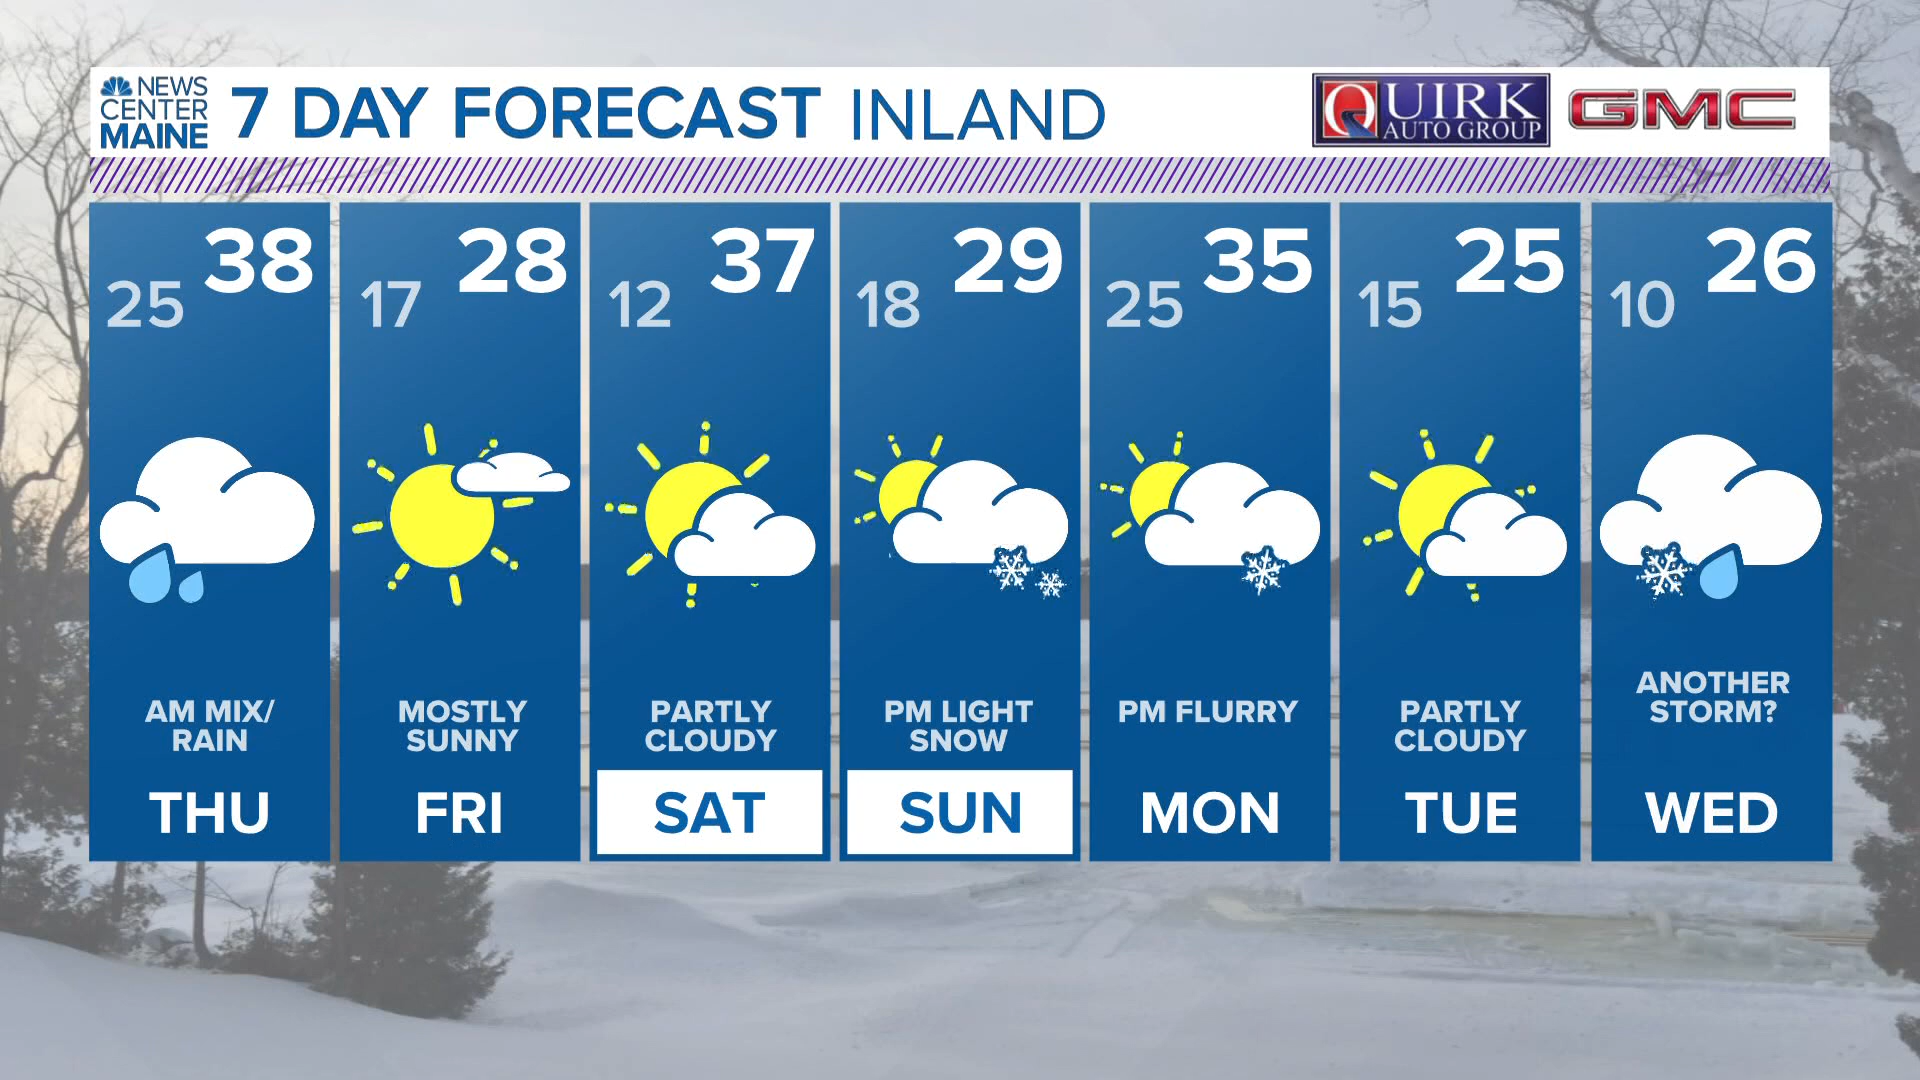 NEWS
CENTER
MAINE
7 DAY FORECAST INLAND
QUIRK
AUTO GROUP
GMC
25 38
AM MIX/
RAIN
THU
17 28
MOSTLY
SUNNY
FRI
12 37
PARTLY
CLOUDY
SAT
18 29
PM LIGHT
SNOW
SUN
25 35
PM FLURRY
MON
15 25
PARTLY
CLOUDY
TUE
10 26
ANOTHER
STORM?
WED